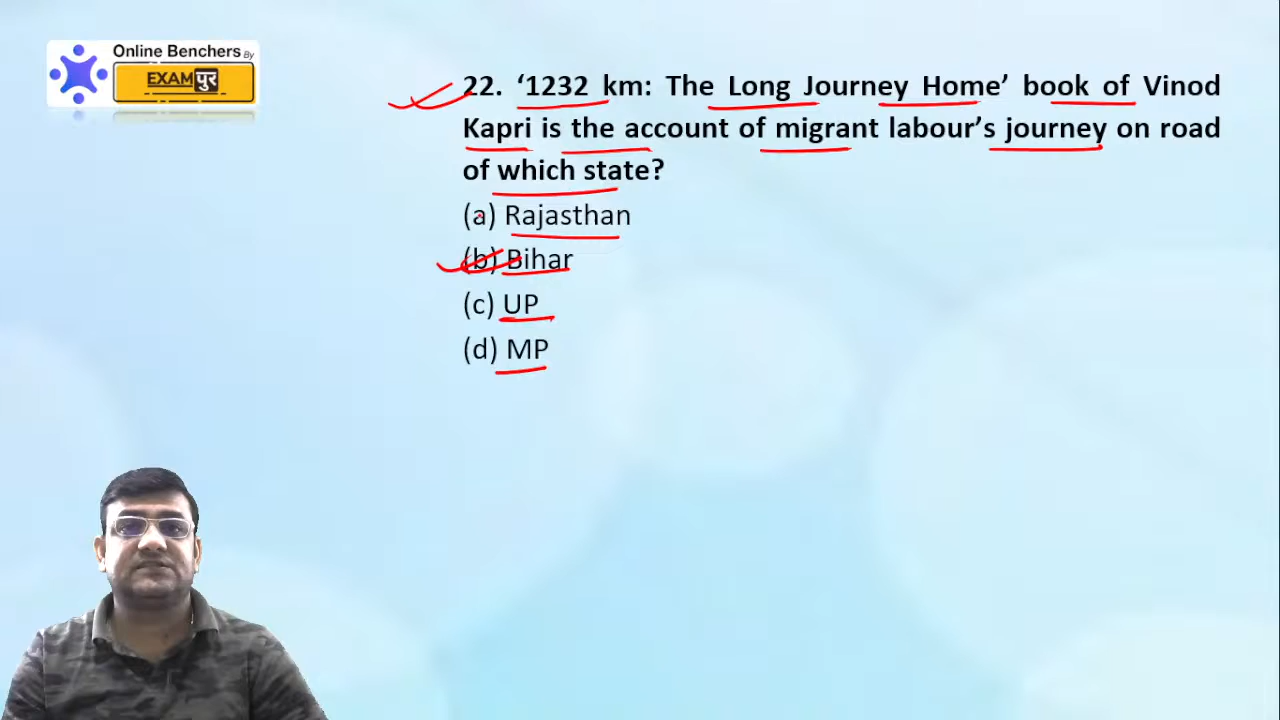 Online Benchers By
EXAMपुर
22. ‘1232 km: The Long Journey Home’ book of Vinod
Kapri is the account of migrant labour’s journey on road
of which state?
(a) Rajasthan
(b) Bihar
(c) UP
(d) MP